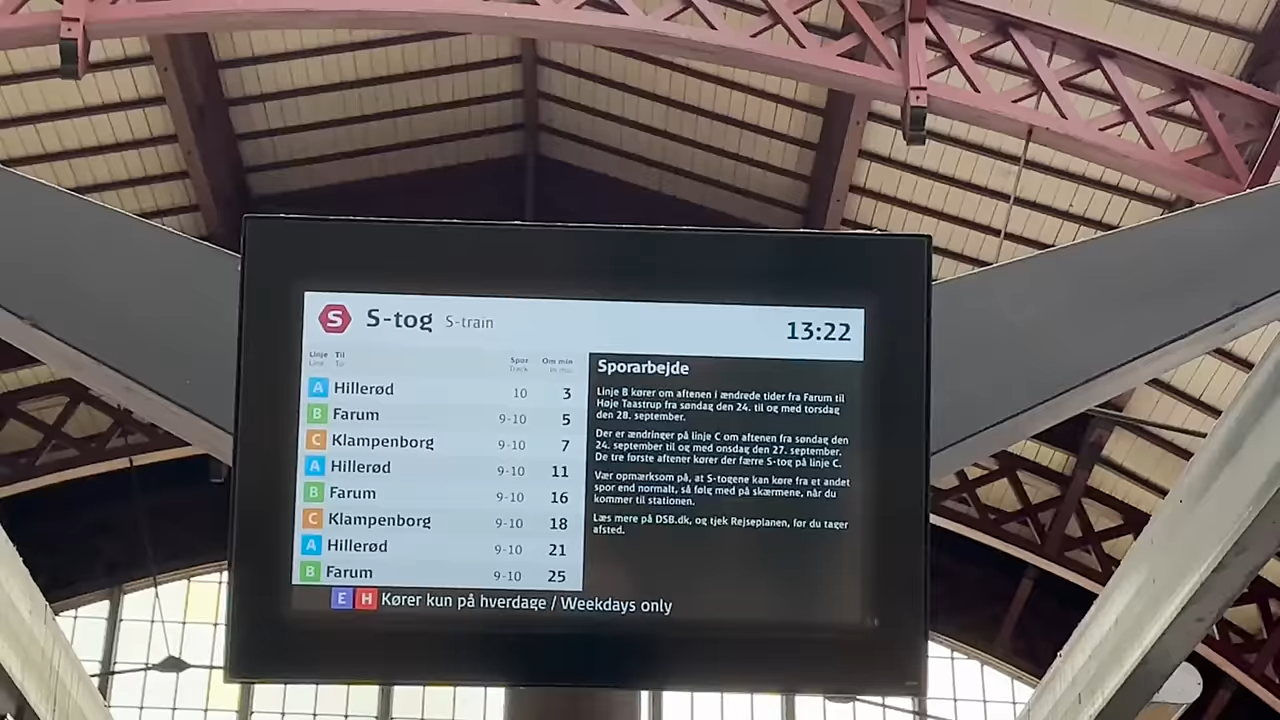 S S-tog S-train 13:22
Linje Til Spor Om min
Line To Track In min
A Hillerød 10 3
B Farum 9-10 5
C Klampenborg 9-10 7
A Hillerød 9-10 11
B Farum 9-10 16
C Klampenborg 9-10 18
A Hillerød 9-10 21
B Farum 9-10 25
E H Kører kun på hverdage / Weekdays only
Sporarbejde
Linje B kører om aftenen i ændrede tider fra Farum til
Høje Taastrup fra søndag den 24. til og med torsdag
den 28. september.
Der er ændringer på linje C om aftenen fra søndag den
24. september til og med onsdag den 27. september.
De tre første aftener kører der færre S-tog på linje C.
Vær opmærksom på, at S-togene kan køre fra et andet
spor end normalt, så følg med på skærmene, når du
kommer til stationen.
Læs mere på DSB.dk, og tjek Rejseplanen, før du tager
afsted.